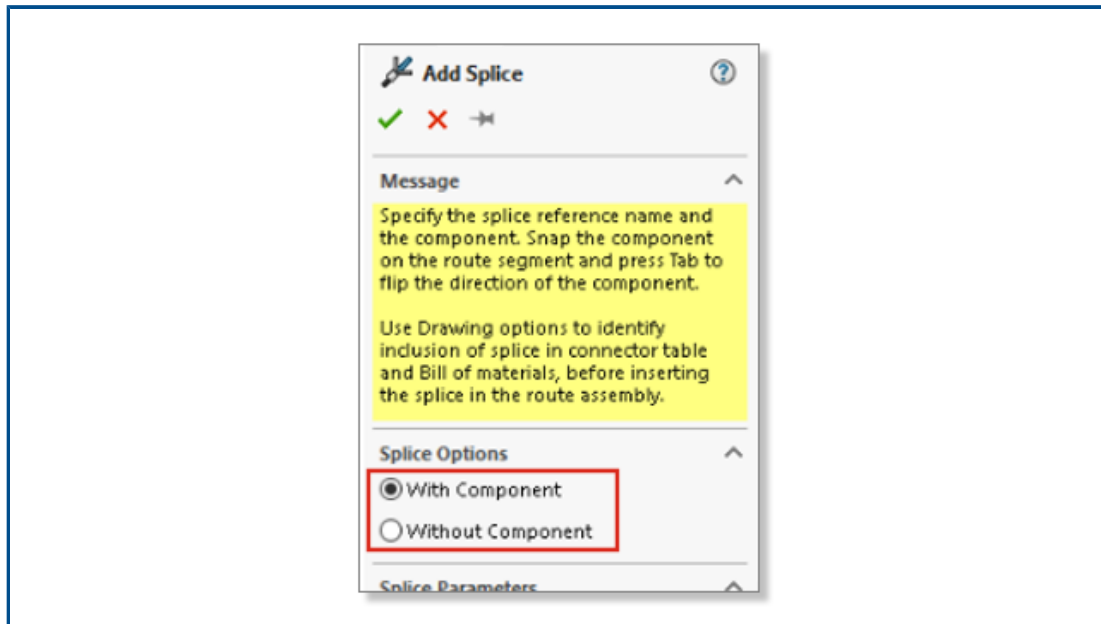 Add Splice
Message
Specify the splice reference name and
the component. Snap the component
on the route segment and press Tab to
flip the direction of the component.
Use Drawing options to identify
inclusion of splice in connector table
and Bill of materials, before inserting
the splice in the route assembly.
Splice Options
With Component
Without Component
Splice Parameters